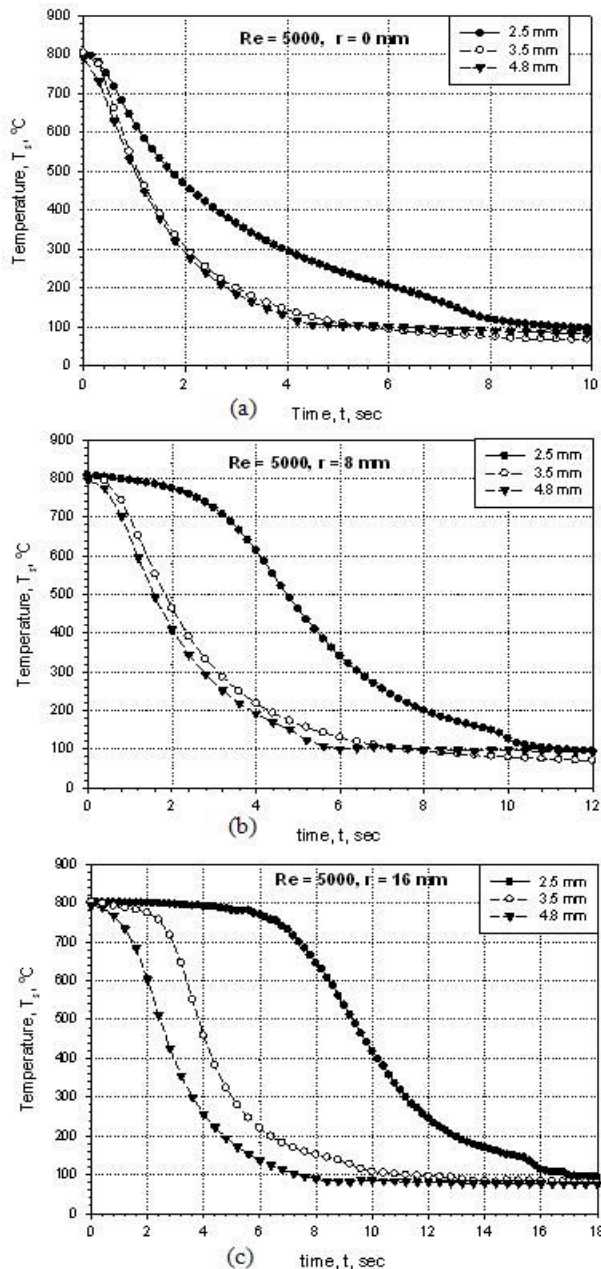 Re = 5000, r = 0 mm
2.5 mm
3.5 mm
4.8 mm
900
800
700
600
500
400
300
200
100
0
Temperature, Ts, °C
0 2 4 6 8 10
(a)
Time, t, sec
Re = 5000, r = 8 mm
2.5 mm
3.5 mm
4.8 mm
900
800
700
600
500
400
300
200
100
0
Temperature, Ts, °C
0 2 4 6 8 10 12
(b)
time, t, sec
Re = 5000, r = 16 mm
2.5 mm
3.5 mm
4.8 mm
900
800
700
600
500
400
300
200
100
0
Temperature, Ts, °C
0 2 4 6 8 10 12 14 16 18
(c)
time, t, sec